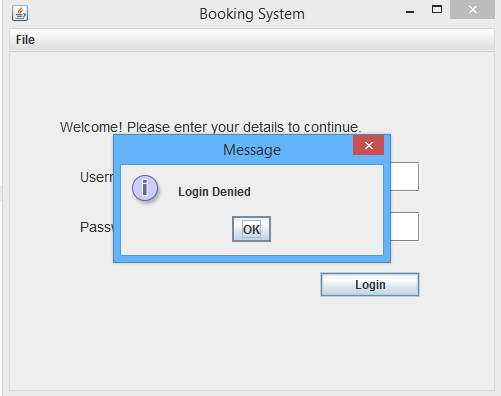 Booking System
File
Welcome! Please enter your details to continue.
Message
Login Denied
OK
Login